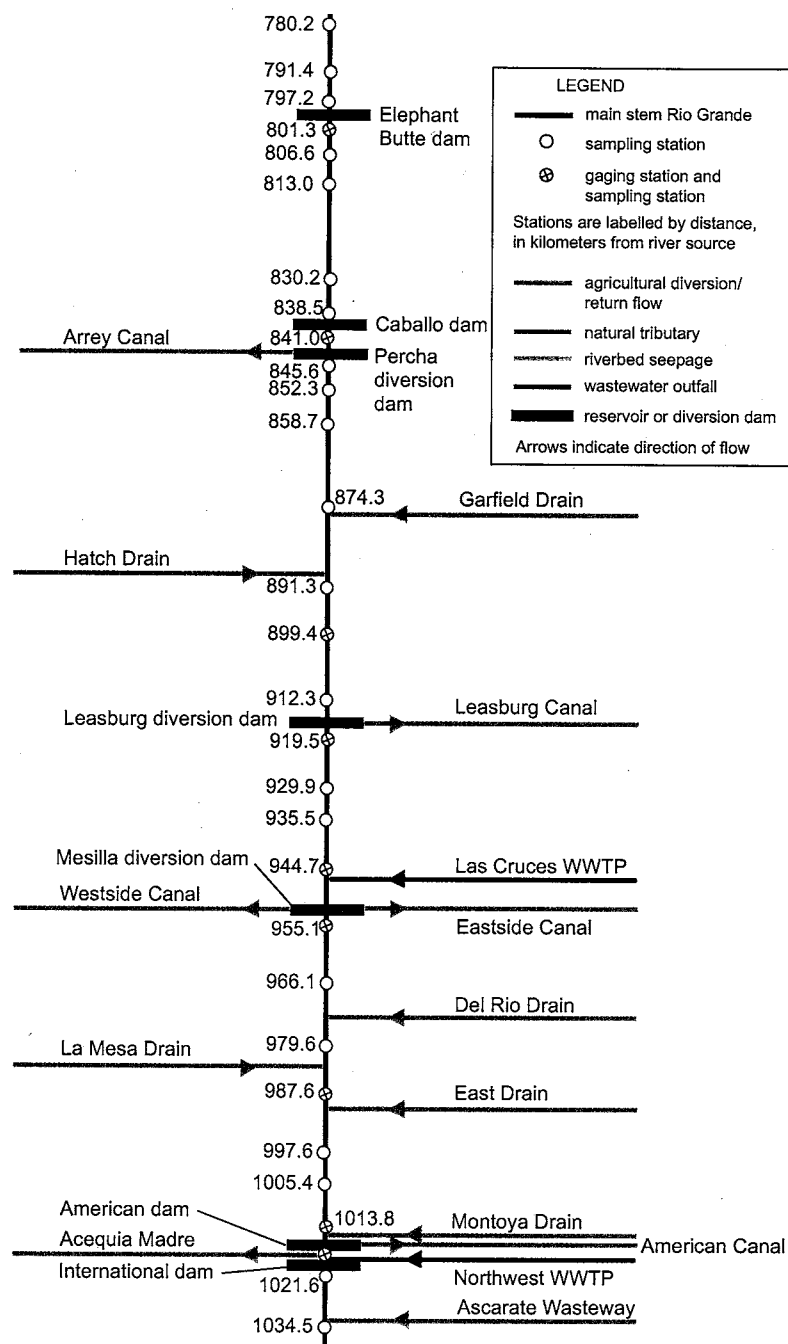 780.2
791.4
797.2
Elephant
Butte dam
801.3
806.6
813.0
830.2
838.5
Caballo dam
841.0
Arrey Canal
Percha
diversion
dam
845.6
852.3
858.7
874.3
Garfield Drain
Hatch Drain
891.3
899.4
912.3
Leasburg diversion dam
Leasburg Canal
919.5
929.9
935.5
Mesilla diversion dam
944.7
Las Cruces WWTP
Westside Canal
955.1
Eastside Canal
966.1
Del Rio Drain
979.6
La Mesa Drain
987.6
East Drain
997.6
1005.4
American dam
1013.8
Montoya Drain
Acequia Madre
American Canal
International dam
Northwest WWTP
1021.6
Ascarate Wasteway
1034.5
LEGEND
main stem Rio Grande
sampling station
gaging station and
sampling station
Stations are labelled by distance,
in kilometers from river source
agricultural diversion/
return flow
natural tributary
riverbed seepage
wastewater outfall
reservoir or diversion dam
Arrows indicate direction of flow